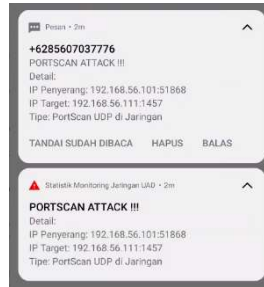 Pesan • 2m
+6285607037776
PORTSCAN ATTACK !!!
Detail:
IP Penyerang: 192.168.56.101:51868
IP Target: 192.168.56.111:1457
Tipe: PortScan UDP di Jaringan
TANDAI SUDAH DIBACA HAPUS BALAS
Statistik Monitoring Jaringan UAD • 2m
PORTSCAN ATTACK !!!
Detail:
IP Penyerang: 192.168.56.101:51868
IP Target: 192.168.56.111:1457
Tipe: PortScan UDP di Jaringan